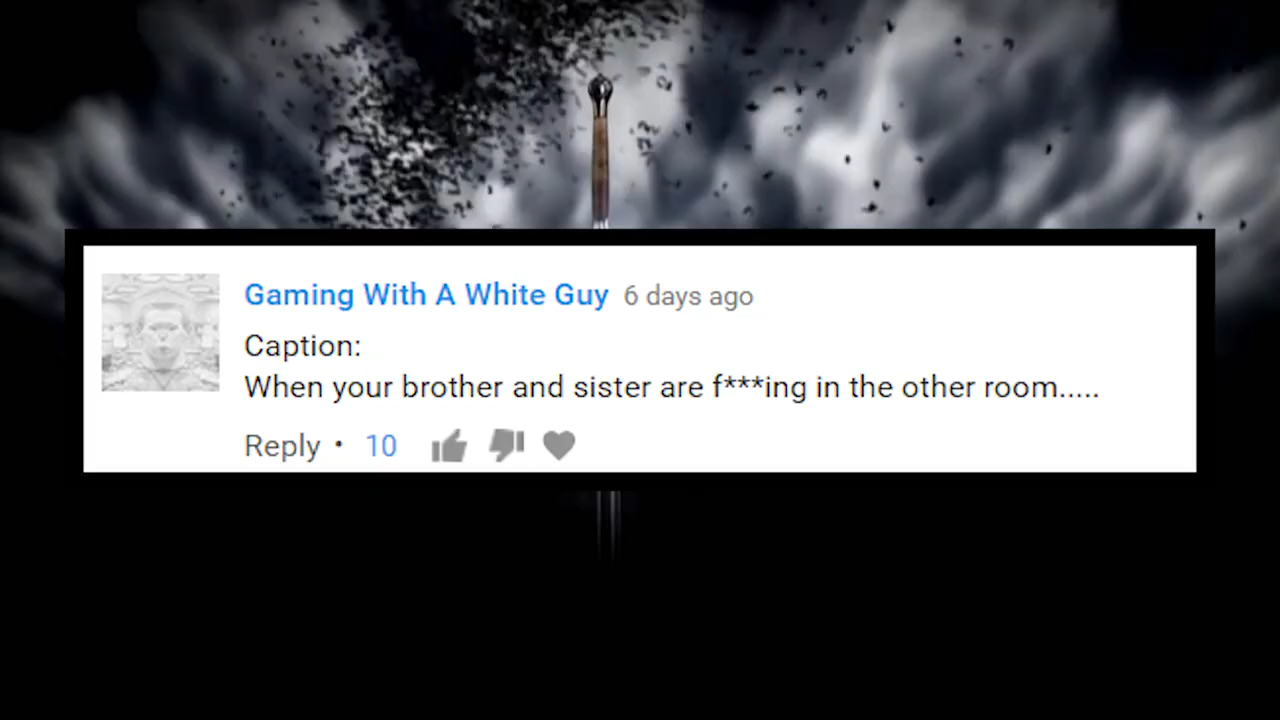 Gaming With A White Guy 6 days ago
Caption:
When your brother and sister are f***ing in the other room.....
Reply • 10